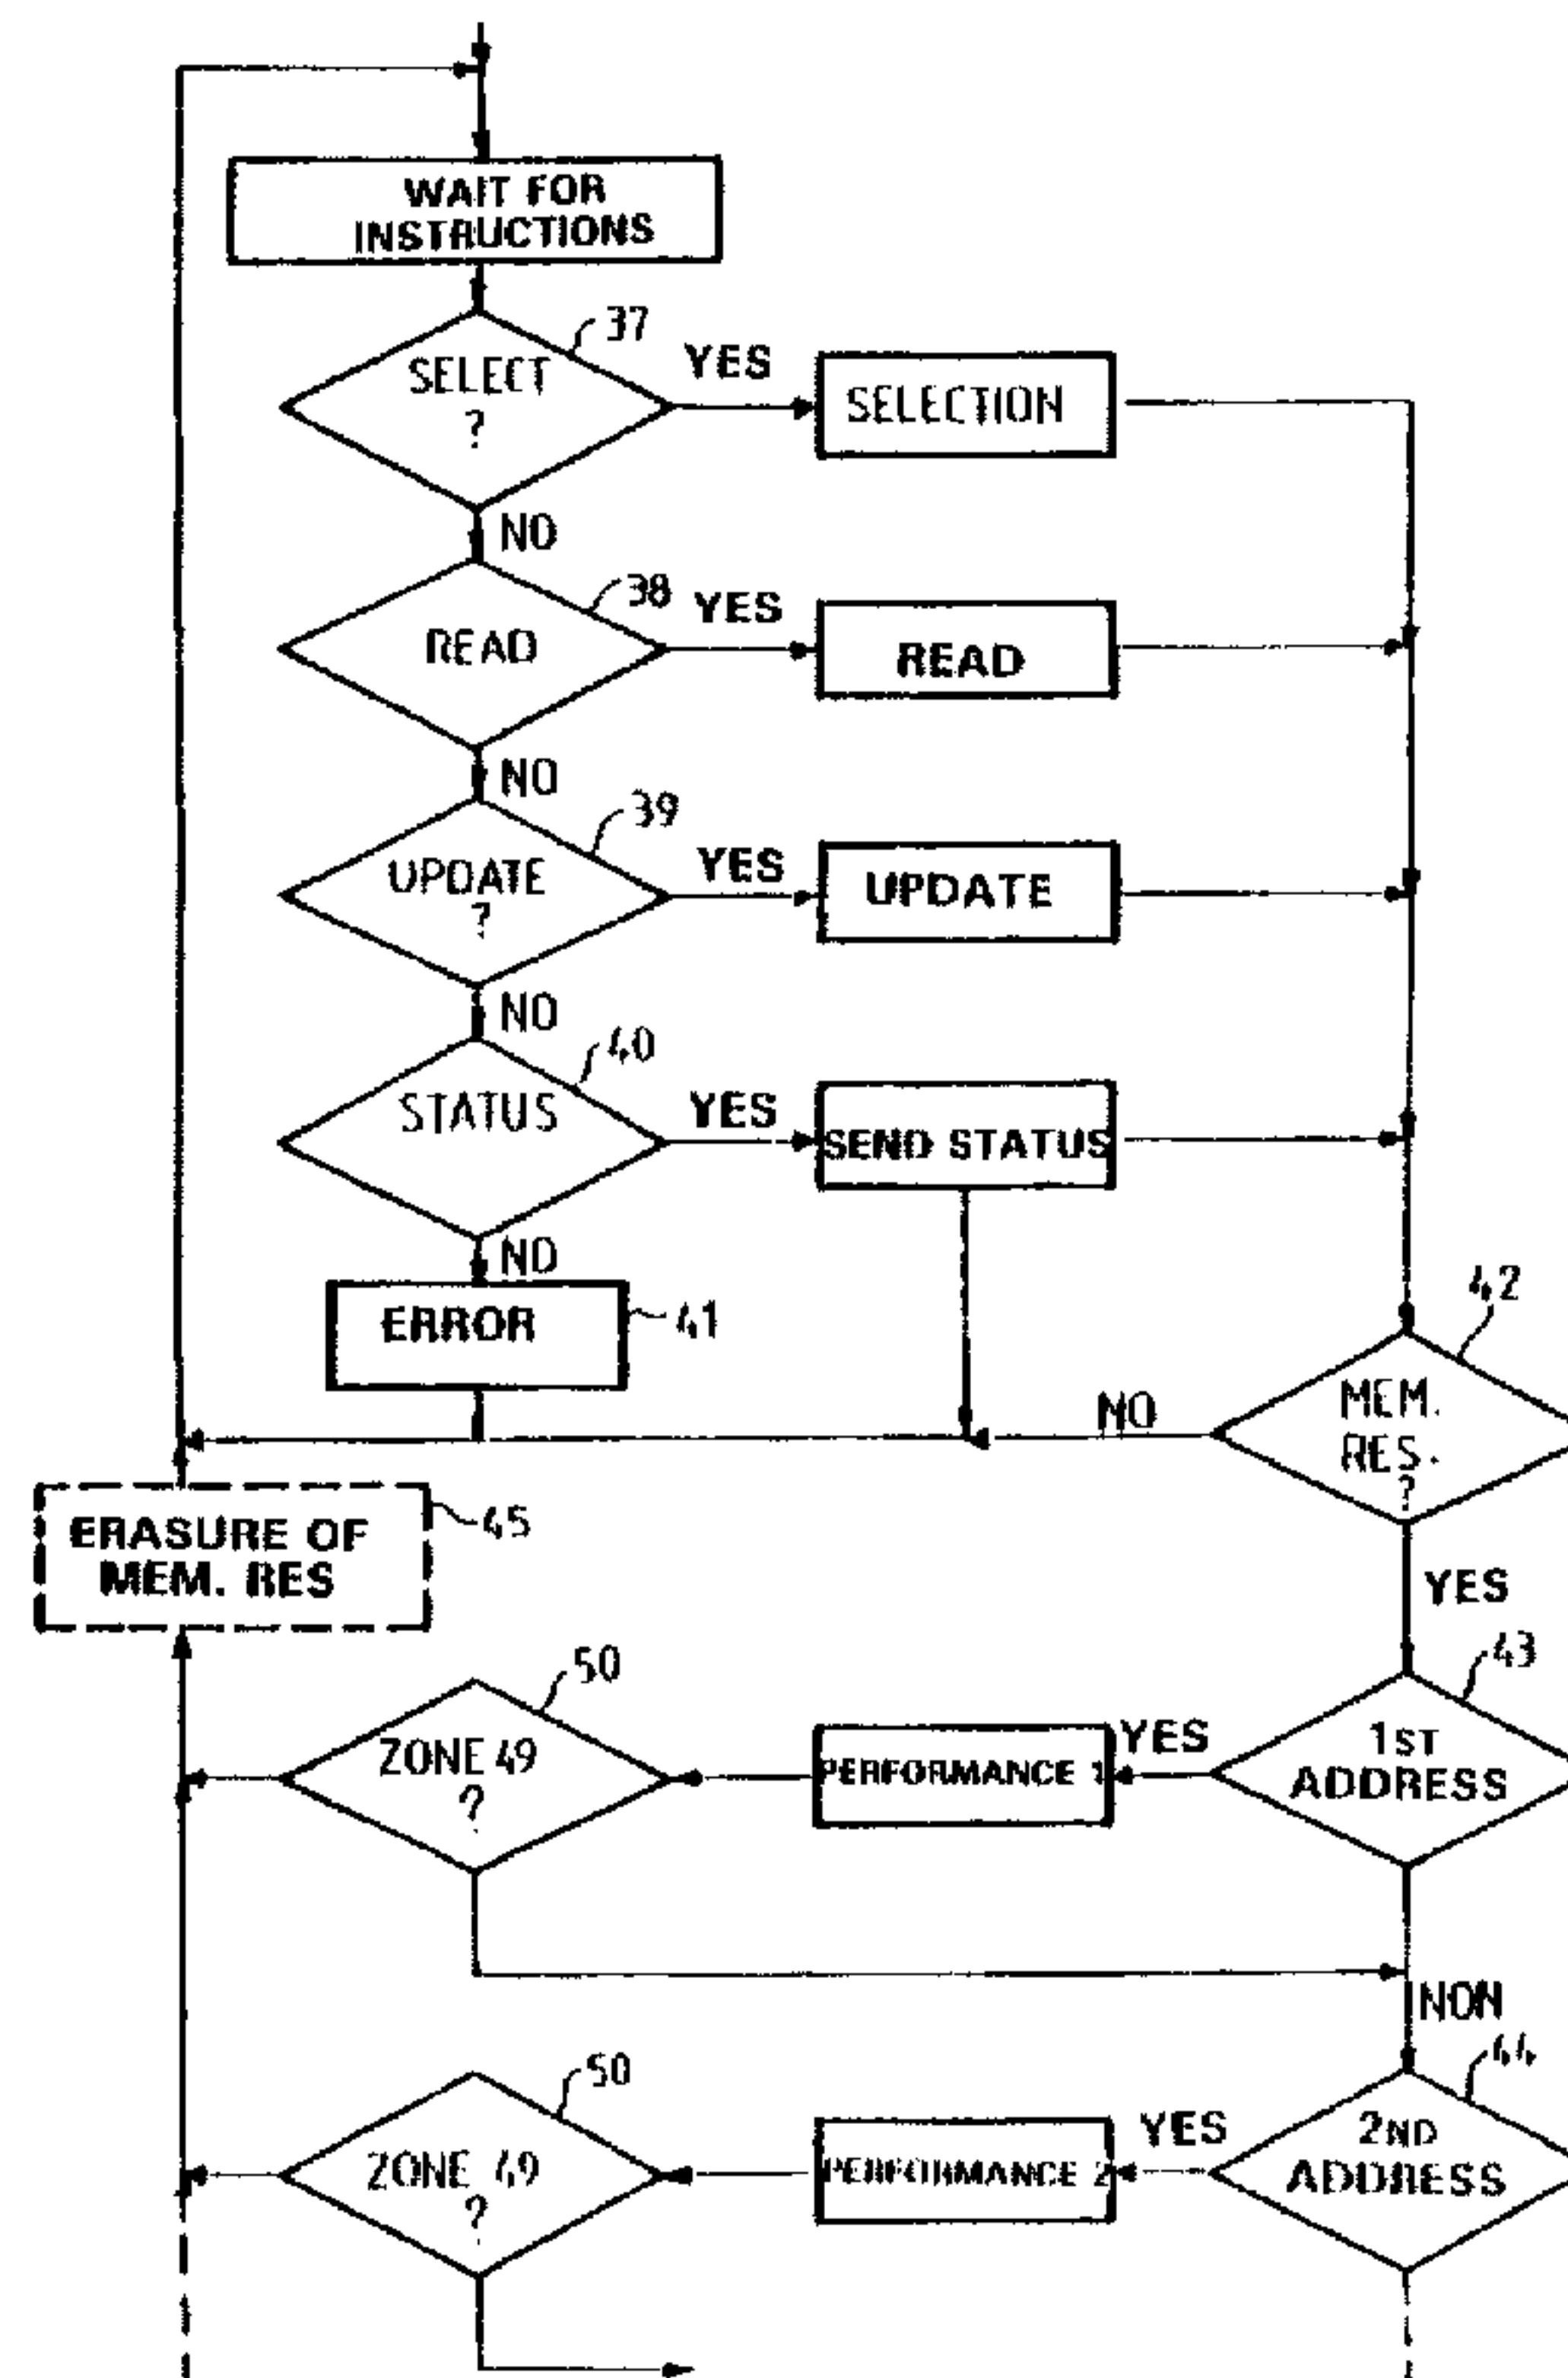 WAIT FOR
INSTRUCTIONS
37
SELECT
?
YES
SELECTION
NO
38
READ
YES
READ
NO
39
UPDATE
?
YES
UPDATE
NO
40
STATUS
YES
SEND STATUS
NO
ERROR
41
42
MEM.
RES.
?
NO
YES
ERASURE OF
MEM. RES
45
43
1ST
ADDRESS
YES
PERFORMANCE 1
50
ZONE 49
?
NON
44
2ND
ADDRESS
YES
PERFORMANCE 2
50
ZONE 49
?